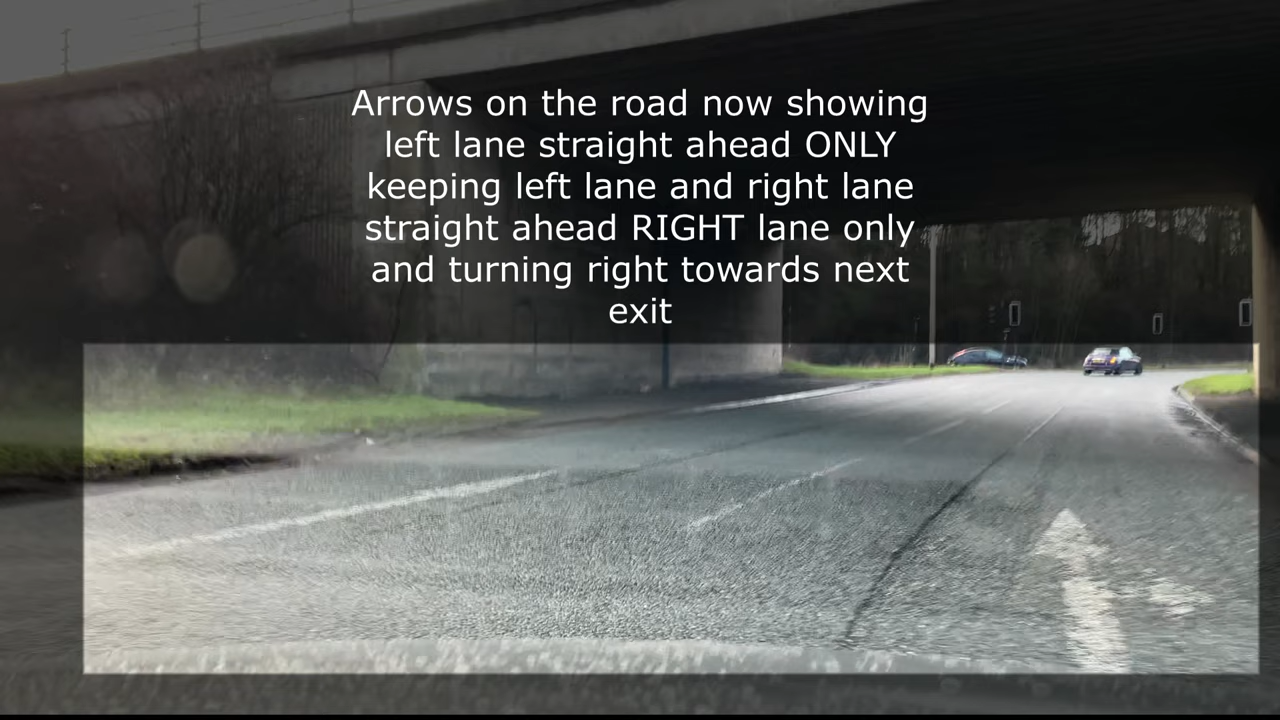 Arrows on the road now showing
left lane straight ahead ONLY
keeping left lane and right lane
straight ahead RIGHT lane only
and turning right towards next
exit